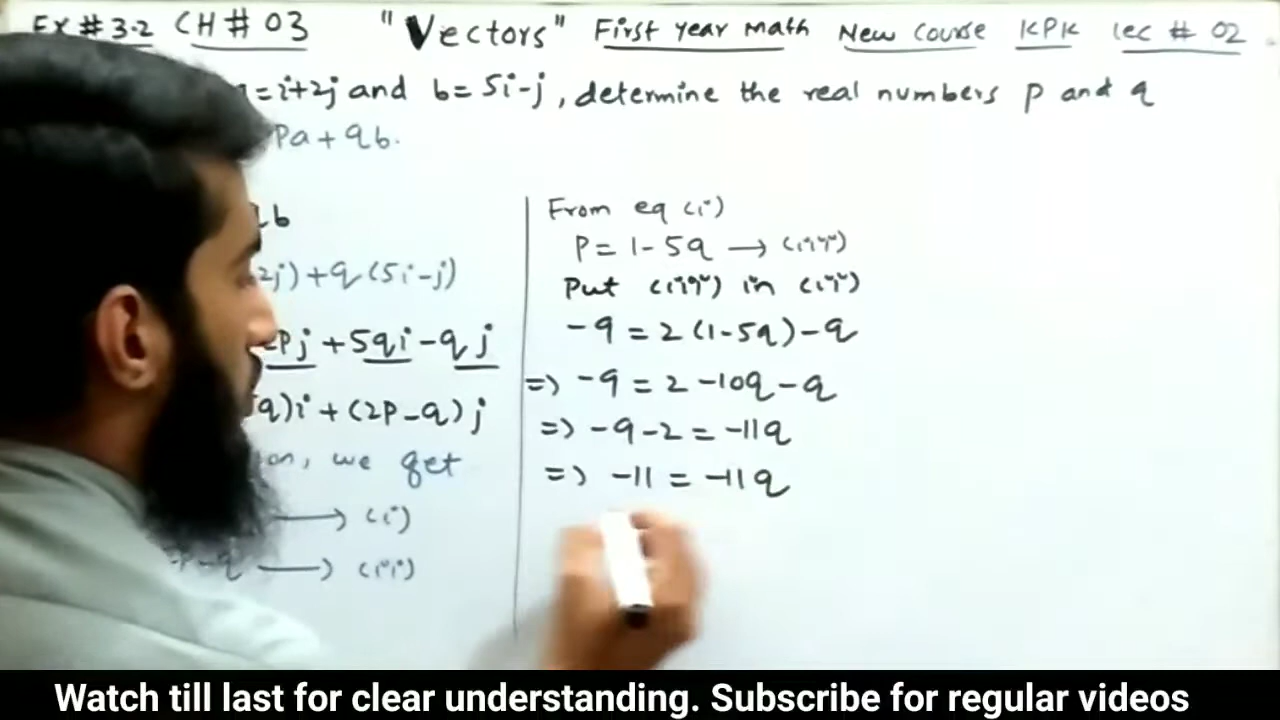 EX # 3.2 CH # 03 "Vectors" First year math New Course KPK lec # 02
=i+2j and b= 5i-j, determine the real numbers p and q
Pa + qb.
b
2j) + q (5i-j)
Pj + 5qi - qj
q)i + (2P-q) j
on, we get
⟶ (i)
⟶ (ii)
From eq (i)
P = 1-5q ⟶ (iii)
Put (iii) in (ii)
-9 = 2 (1-5q) - q
=> -9 = 2 -10q - q
=> -9-2 = -11q
=> -11 = -11q
Watch till last for clear understanding. Subscribe for regular videos